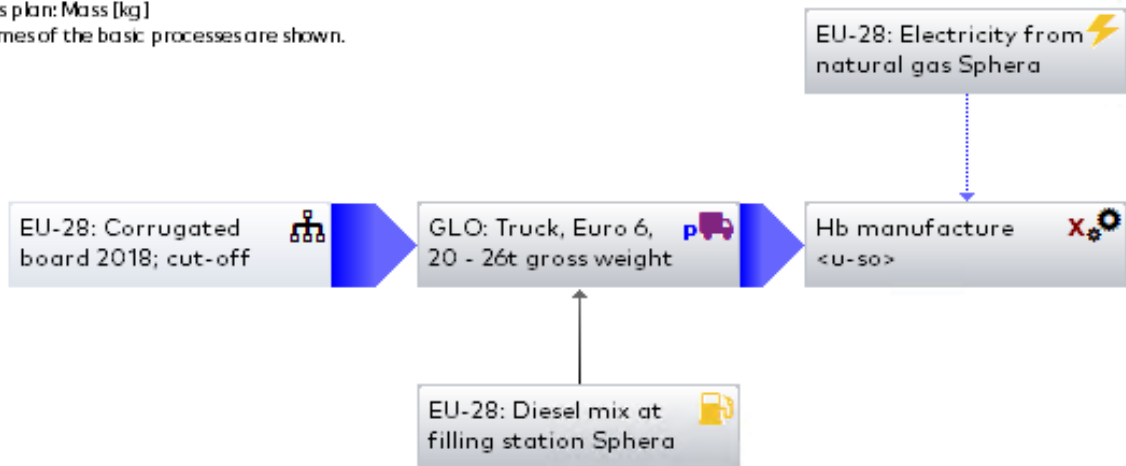 s plan: Mass [kg]
mes of the basic processes are shown.
EU-28: Electricity from
natural gas Sphera
EU-28: Corrugated
board 2018; cut-off
GLO: Truck, Euro 6,
20 - 26t gross weight
p
Hb manufacture
<u-so>
X
EU-28: Diesel mix at
filling station Sphera